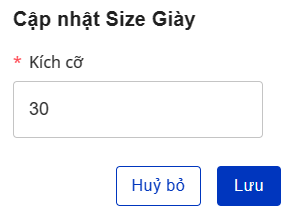 Cập nhật Size Giày
* Kích cỡ
30
Huỷ bỏ Lưu